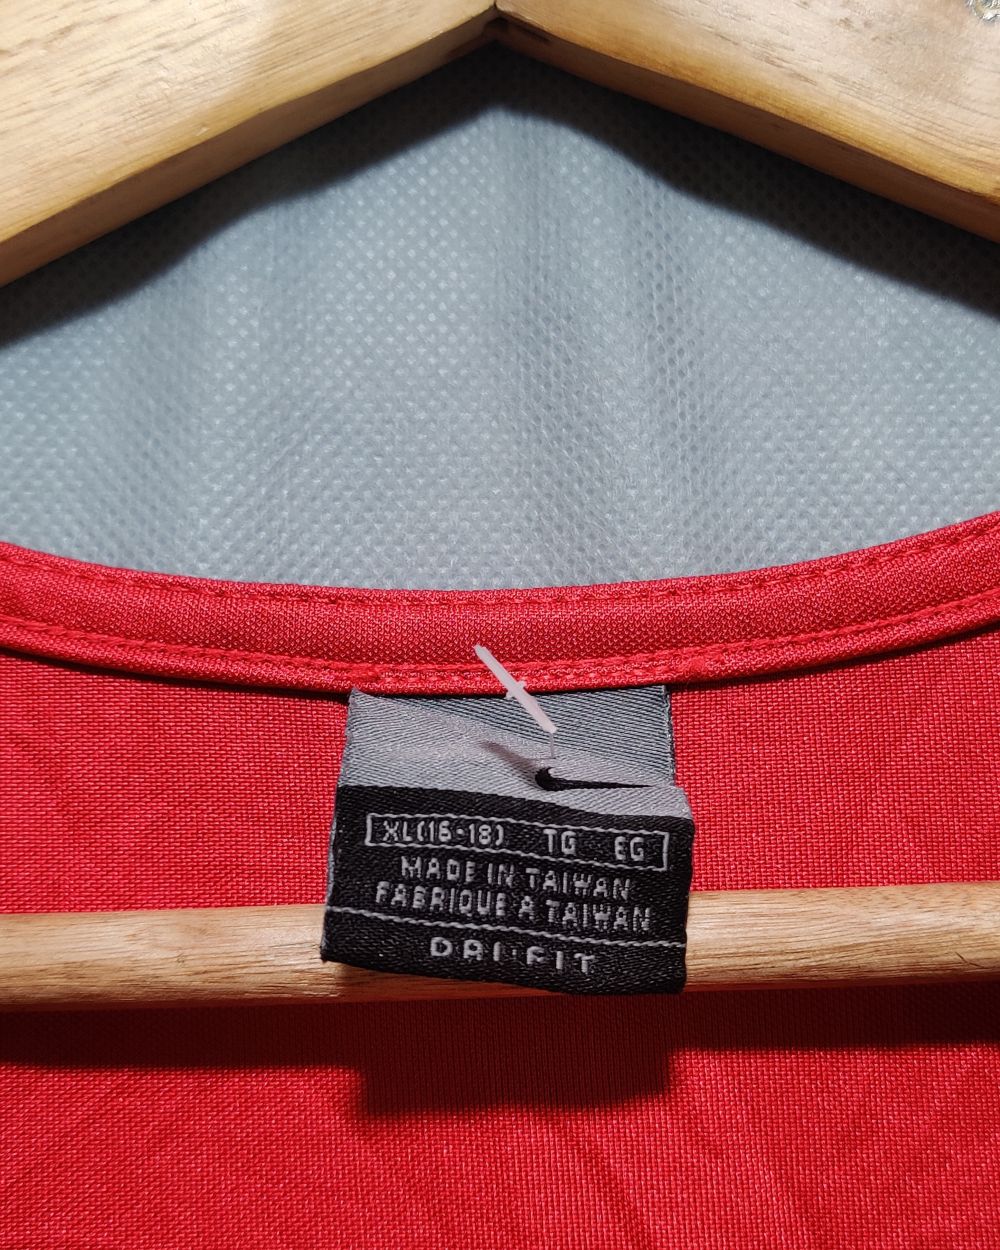 XL(16-18) TG EG
MADE IN TAIWAN
FABRIQUE A TAIWAN
DRI·FIT